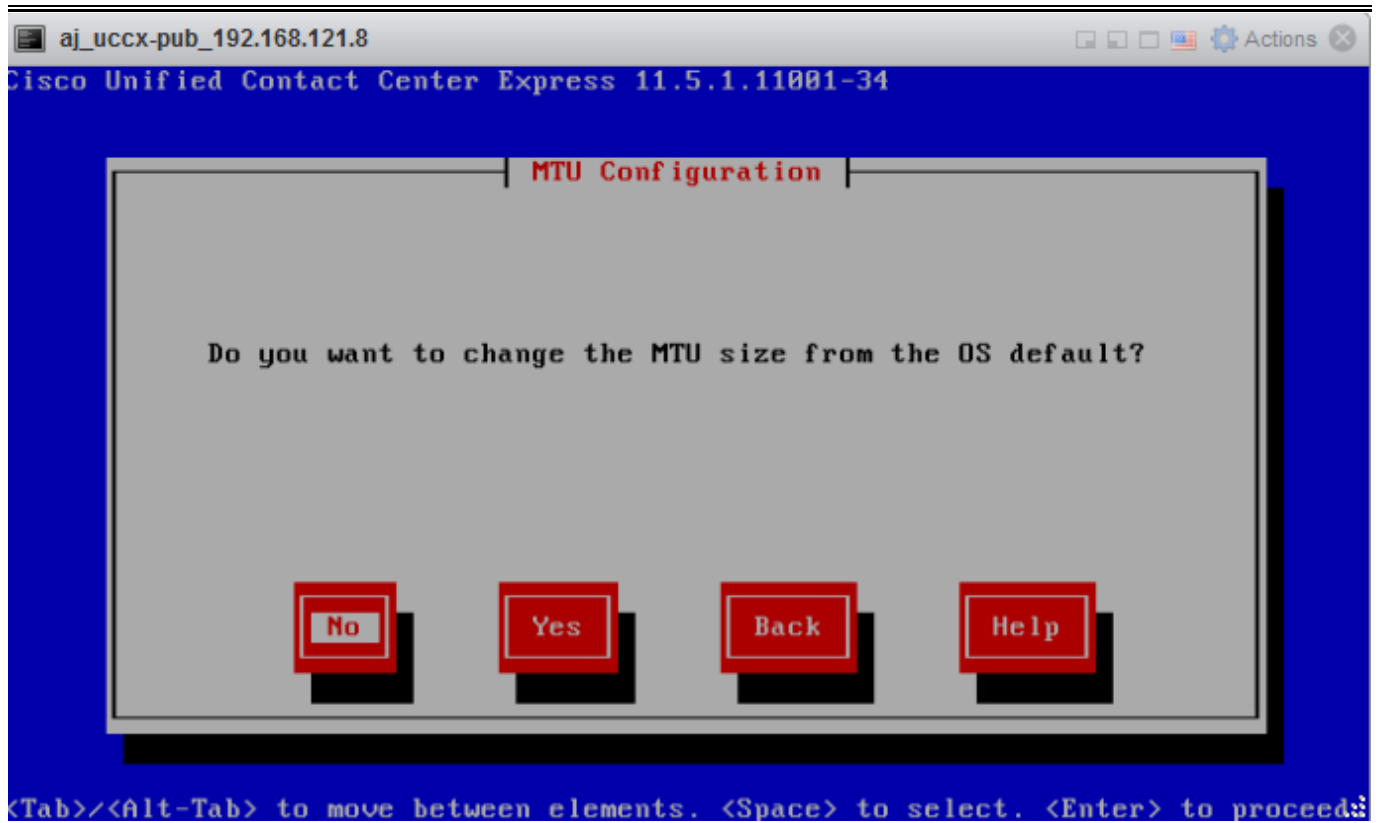 aj_uccx-pub_192.168.121.8 Actions
Cisco Unified Contact Center Express 11.5.1.11001-34
MTU Configuration
Do you want to change the MTU size from the OS default?
No Yes Back Help
<Tab>/<Alt-Tab> to move between elements. <Space> to select. <Enter> to proceed